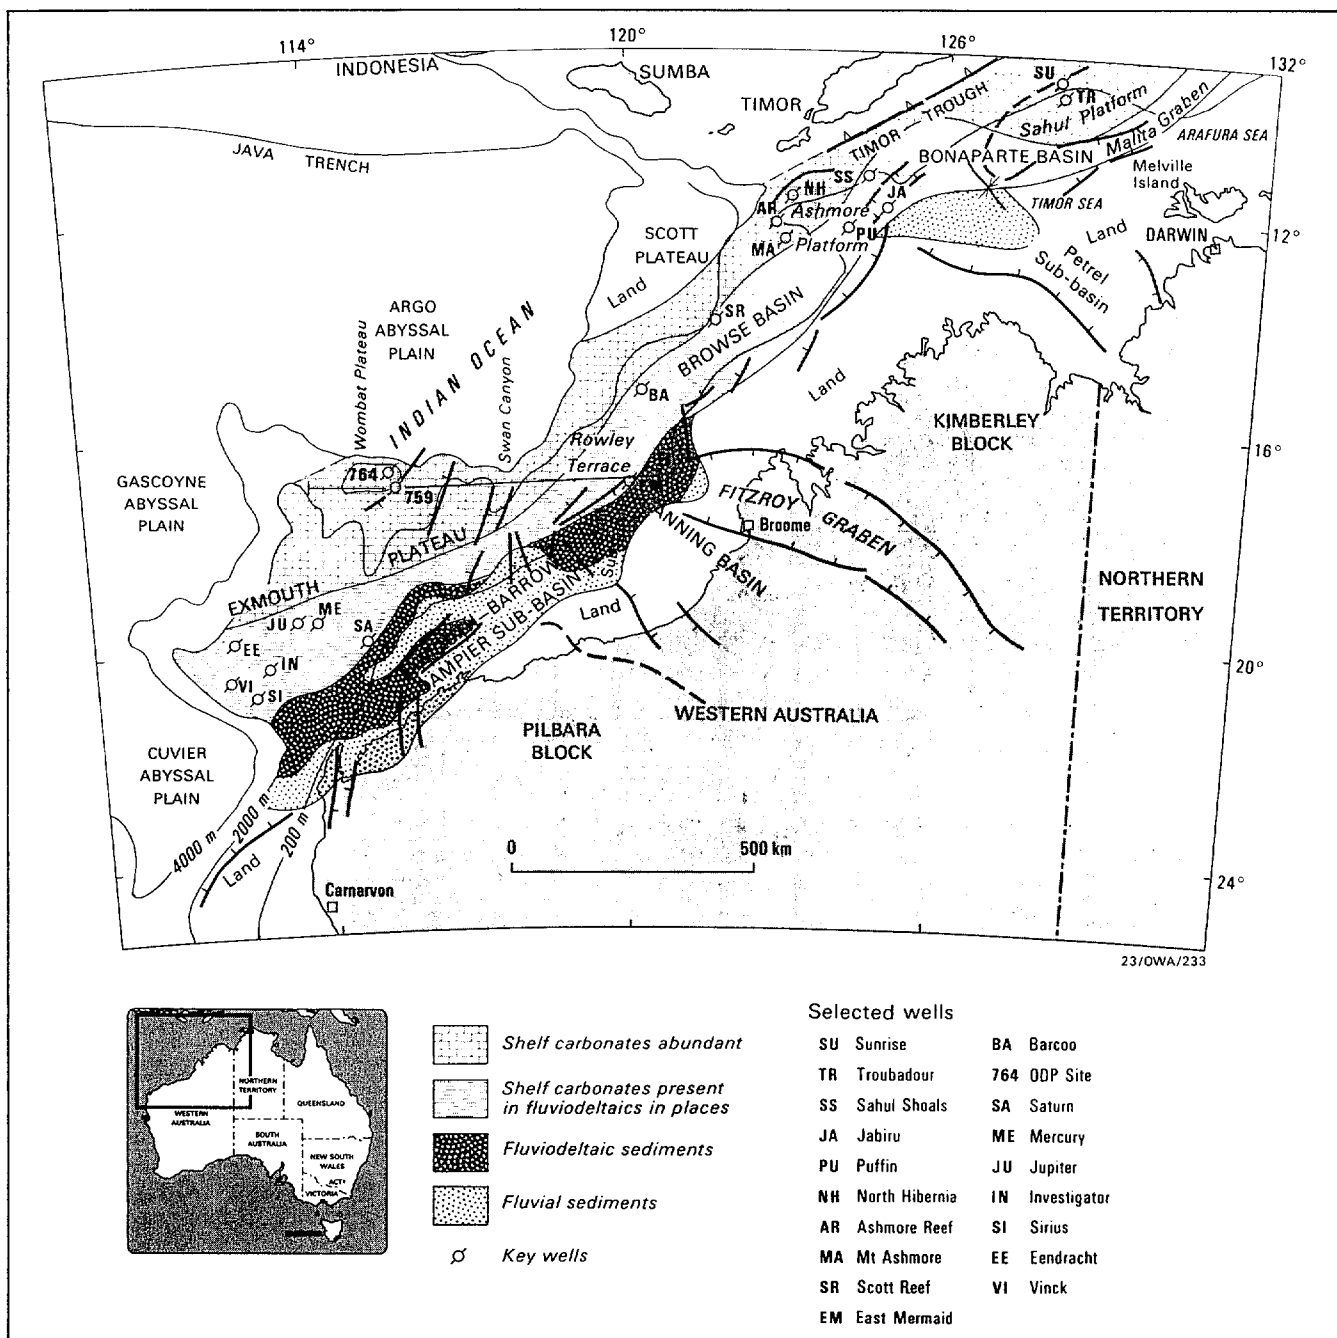 114°
120°
126°
132°
INDONESIA
SUMBA
TIMOR
JAVA TRENCH
TIMOR TROUGH
SU
TR
Sahul Platform
Malita Graben
ARAFURA SEA
BONAPARTE BASIN
Melville
Island
TIMOR SEA
SS
NH
JA
AR
Ashmore
MA
Platform
PU
Land
DARWIN
12°
Petrel
Sub-basin
SCOTT
PLATEAU
Land
SR
BROWSE BASIN
ARGO
ABYSSAL
PLAIN
INDIAN OCEAN
Wombat Plateau
Swan Canyon
BA
Land
KIMBERLEY
BLOCK
Rowley
Terrace
16°
764
759
GASCOYNE
ABYSSAL
PLAIN
FITZROY GRABEN
Broome
ANNING BASIN
EXMOUTH PLATEAU
NORTHERN
TERRITORY
BARROW
SUB-BASIN
AMPIER
Land
ME
JU
SA
EE
IN
VI
SI
20°
WESTERN AUSTRALIA
PILBARA
BLOCK
CUVIER
ABYSSAL
PLAIN
4000 m
2000 m
200 m
Land
0
500 km
Carnarvon
24°
23/OWA/233
NORTHERN
TERRITORY
QUEENSLAND
WESTERN
AUSTRALIA
SOUTH
AUSTRALIA
NEW SOUTH
WALES
ACT
VICTORIA
Shelf carbonates abundant
Shelf carbonates present
in fluviodeltaics in places
Fluviodeltaic sediments
Fluvial sediments
Key wells
Selected wells
SU Sunrise
TR Troubadour
SS Sahul Shoals
JA Jabiru
PU Puffin
NH North Hibernia
AR Ashmore Reef
MA Mt Ashmore
SR Scott Reef
EM East Mermaid
BA Barcoo
764 ODP Site
SA Saturn
ME Mercury
JU Jupiter
IN Investigator
SI Sirius
EE Eendracht
VI Vinck